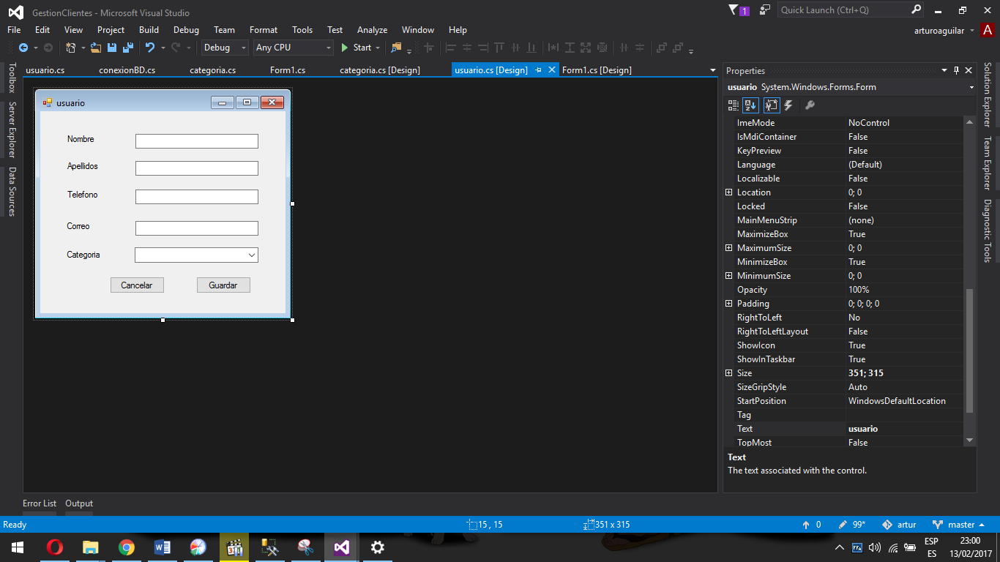 GestionClientes - Microsoft Visual Studio
1
Quick Launch (Ctrl+Q)
File Edit View Project Build Debug Team Format Tools Test Analyze Window Help
arturoaguilar A
Debug Any CPU Start
usuario.cs conexionBD.cs categoria.cs Form1.cs categoria.cs [Design] usuario.cs [Design] Form1.cs [Design]
Toolbox
Server Explorer
Data Sources
usuario
Nombre
Apellidos
Telefono
Correo
Categoria
Cancelar Guardar
Properties
usuario System.Windows.Forms.Form
ImeMode NoControl
IsMdiContainer False
KeyPreview False
Language (Default)
Localizable False
Location 0; 0
Locked False
MainMenuStrip (none)
MaximizeBox True
MaximumSize 0; 0
MinimizeBox True
MinimumSize 0; 0
Opacity 100%
Padding 0; 0; 0; 0
RightToLeft No
RightToLeftLayout False
ShowIcon True
ShowInTaskbar True
Size 351; 315
SizeGripStyle Auto
StartPosition WindowsDefaultLocation
Tag
Text usuario
TopMost False
Text
The text associated with the control.
Solution Explorer
Team Explorer
Diagnostic Tools
Error List Output
Ready 15 , 15 351 x 315 0 99* artur master
ESP 23:00
ES 13/02/2017